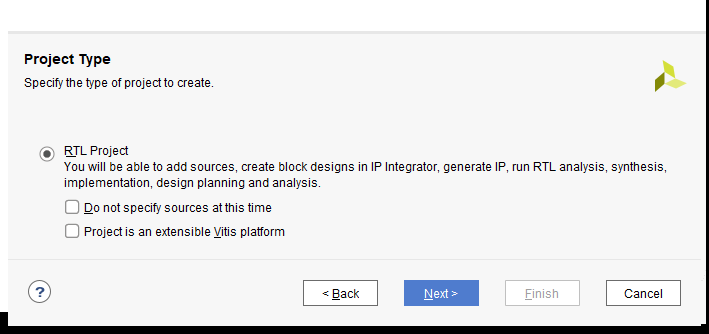 Project Type
Specify the type of project to create.
RTL Project
You will be able to add sources, create block designs in IP Integrator, generate IP, run RTL analysis, synthesis,
implementation, design planning and analysis.
Do not specify sources at this time
Project is an extensible Vitis platform
?
< Back
Next >
Finish
Cancel